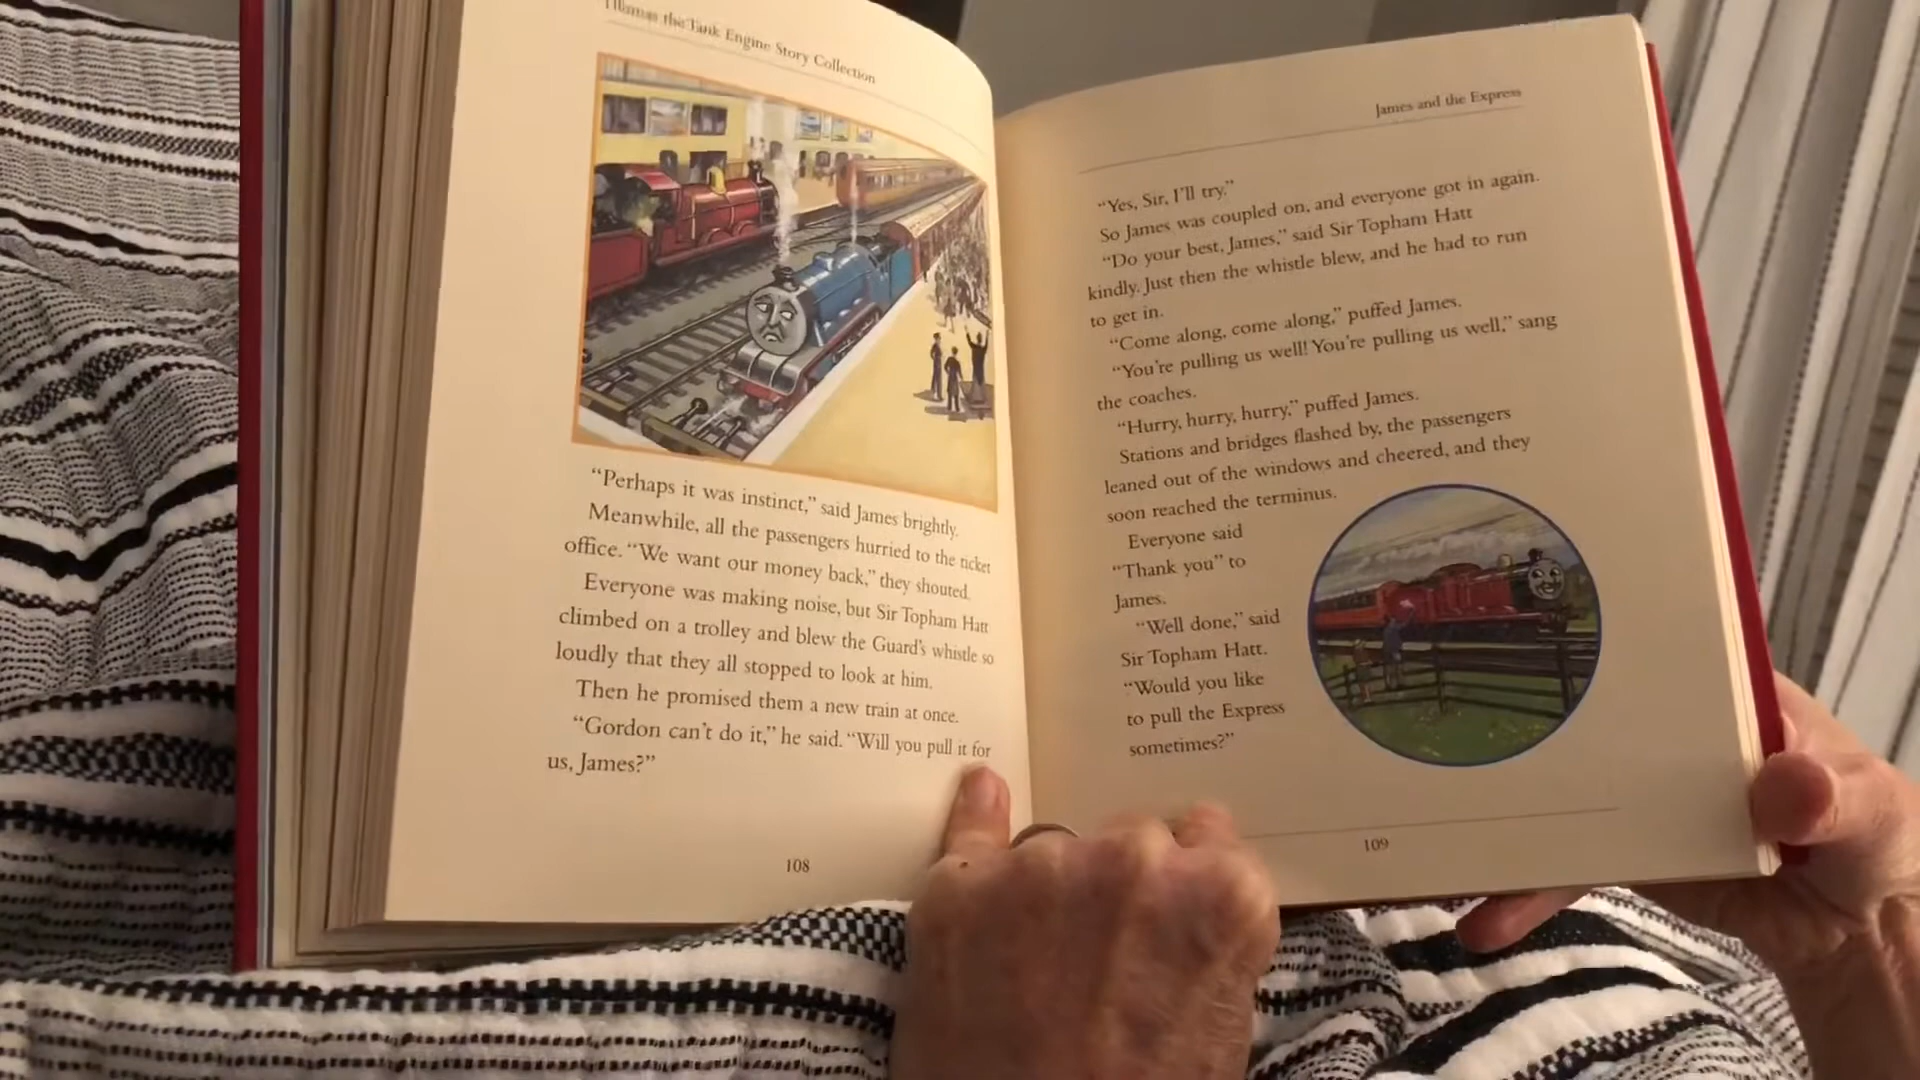 Thomas the Tank Engine Story Collection
“Perhaps it was instinct,” said James brightly.
Meanwhile, all the passengers hurried to the ticket
office. “We want our money back,” they shouted.
Everyone was making noise, but Sir Topham Hatt
climbed on a trolley and blew the Guard's whistle so
loudly that they all stopped to look at him.
Then he promised them a new train at once.
“Gordon can't do it,” he said. “Will you pull it for
us, James?”
108
James and the Express
“Yes, Sir, I'll try.”
So James was coupled on, and everyone got in again.
“Do your best, James,” said Sir Topham Hatt
kindly. Just then the whistle blew, and he had to run
to get in.
“Come along, come along,” puffed James.
“You're pulling us well! You're pulling us well,” sang
the coaches.
“Hurry, hurry, hurry,” puffed James.
Stations and bridges flashed by, the passengers
leaned out of the windows and cheered, and they
soon reached the terminus.
Everyone said
“Thank you” to
James.
“Well done,” said
Sir Topham Hatt.
“Would you like
to pull the Express
sometimes?”
109